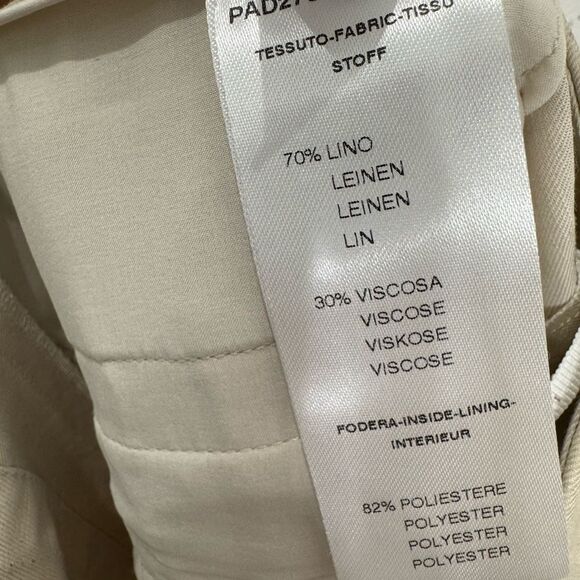 TESSUTO-FABRIC-TISSU
STOFF
70% LINO
LEINEN
LEINEN
LIN
30% VISCOSA
VISCOSE
VISKOSE
VISCOSE
FODERA-INSIDE-LINING-
INTERIEUR
82% POLIESTERE
POLYESTER
POLYESTER
POLYESTER